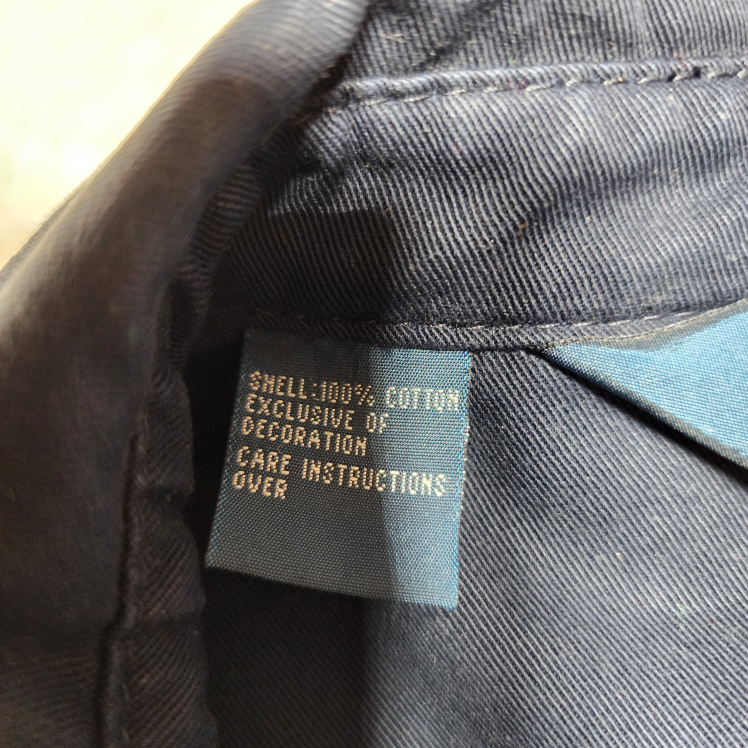 SHELL:100% COTTON
EXCLUSIVE OF
DECORATION
CARE INSTRUCTIONS
OVER